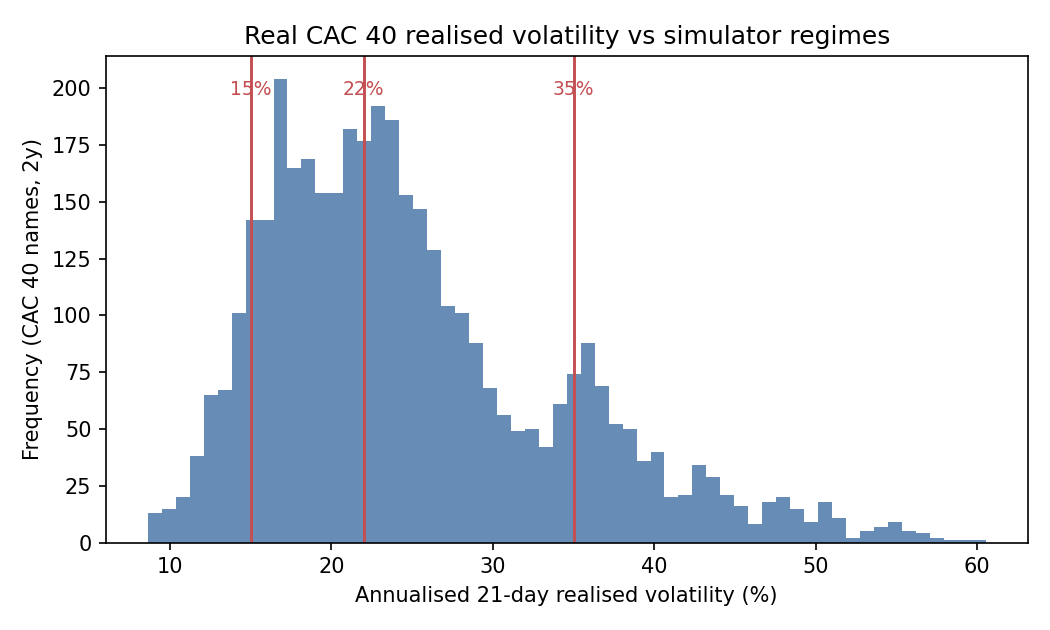 Real CAC 40 realised volatility vs simulator regimes
15% 22% 35%
Frequency (CAC 40 names, 2y)
200
175
150
125
100
75
50
25
0
10 20 30 40 50 60
Annualised 21-day realised volatility (%)